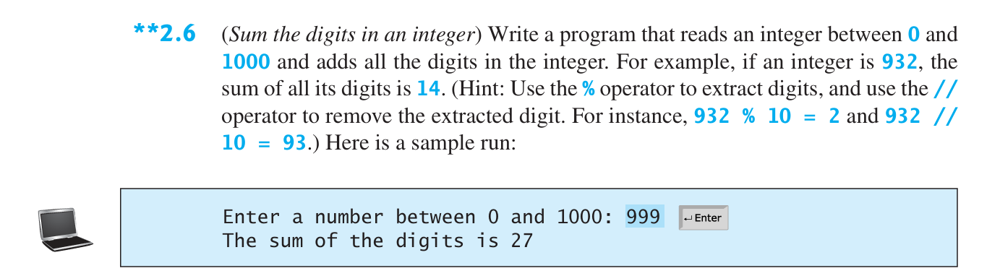 **2.6 (Sum the digits in an integer) Write a program that reads an integer between 0 and
1000 and adds all the digits in the integer. For example, if an integer is 932, the
sum of all its digits is 14. (Hint: Use the % operator to extract digits, and use the //
operator to remove the extracted digit. For instance, 932 % 10 = 2 and 932 //
10 = 93.) Here is a sample run:
Enter a number between 0 and 1000: 999 ↵Enter
The sum of the digits is 27